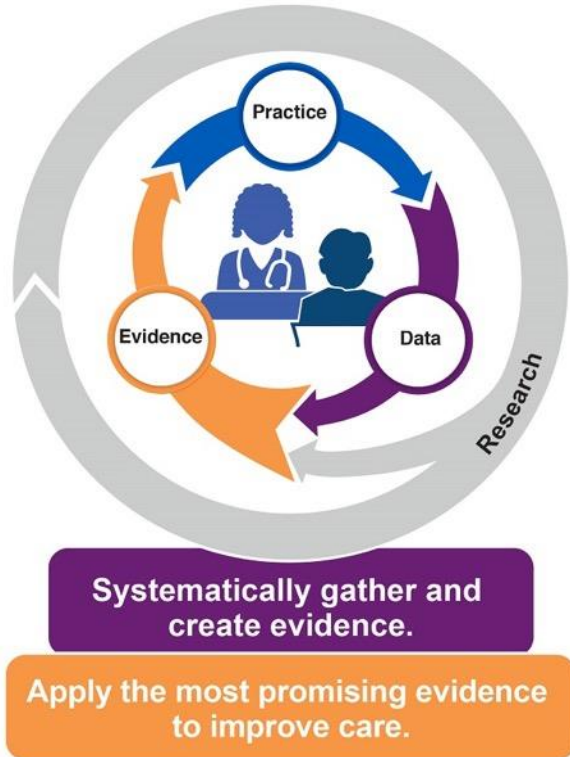 Practice
Evidence
Data
Research
Systematically gather and
create evidence.
Apply the most promising evidence
to improve care.